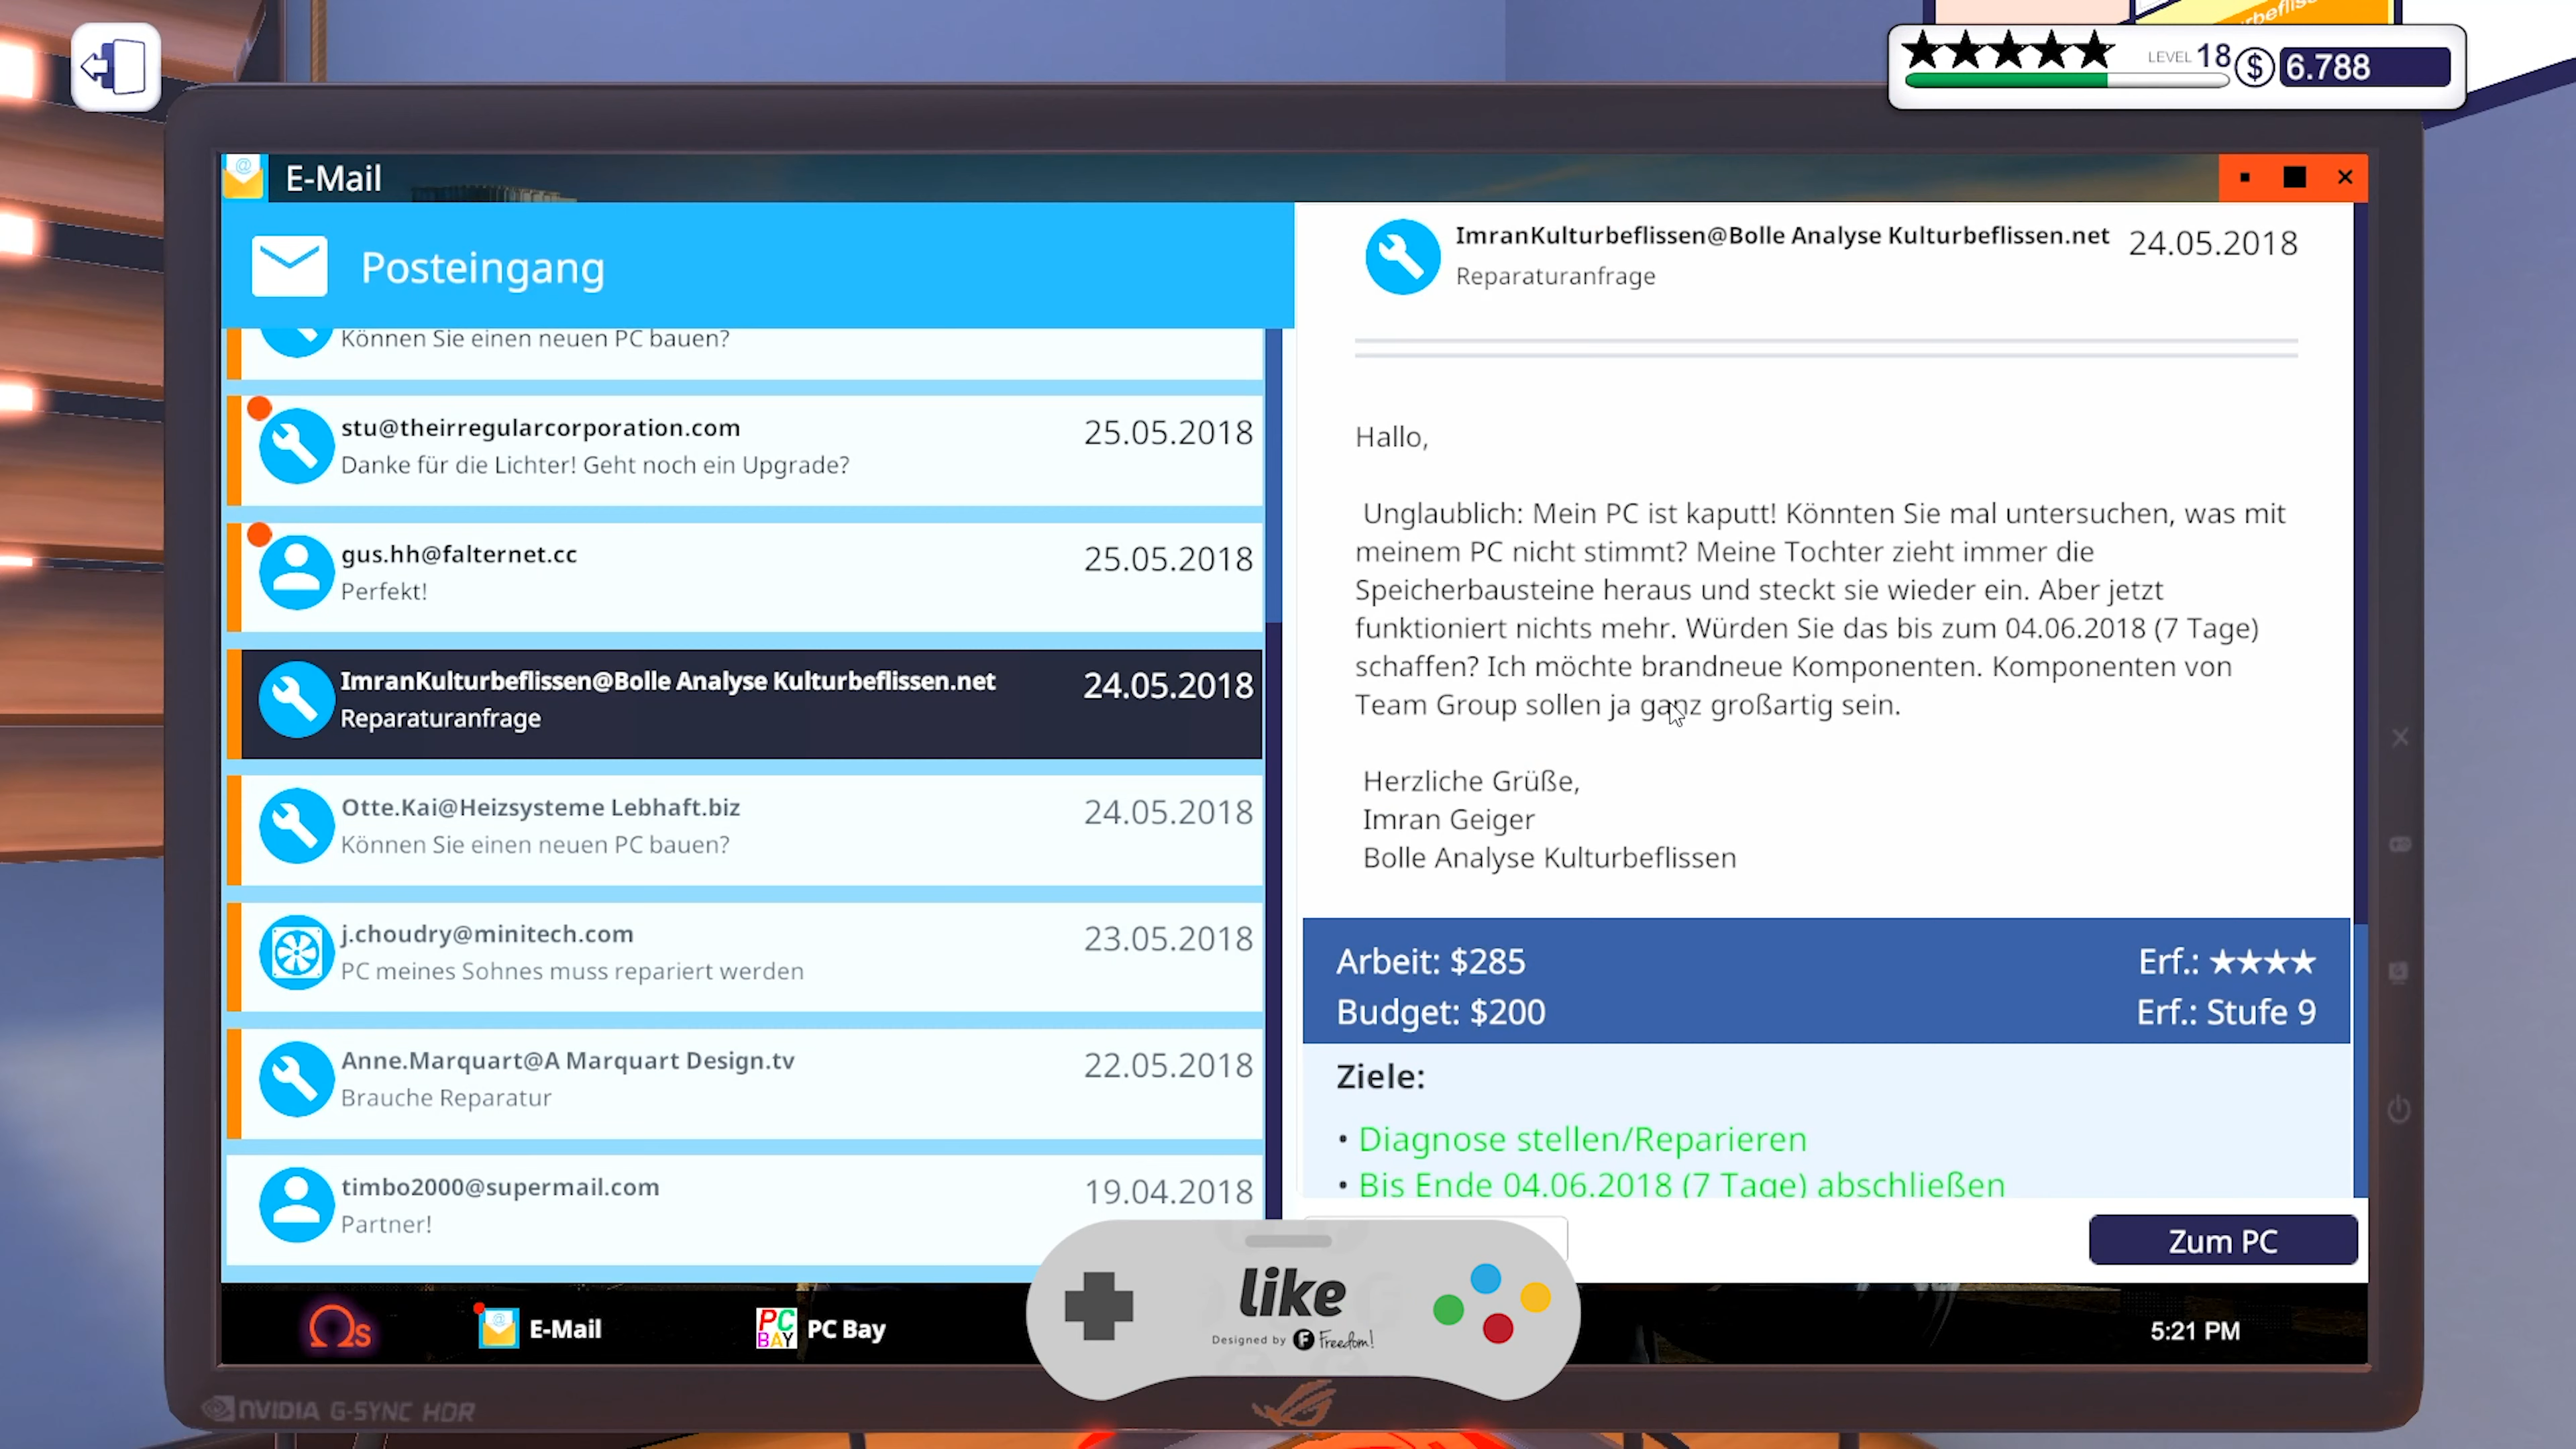 LEVEL 18
$ 6.788
E-Mail
Posteingang
Können Sie einen neuen PC bauen?
stu@theirregularcorporation.com
25.05.2018
Danke für die Lichter! Geht noch ein Upgrade?
gus.hh@falternet.cc
25.05.2018
Perfekt!
ImranKulturbeflissen@Bolle Analyse Kulturbeflissen.net
24.05.2018
Reparaturanfrage
Otte.Kai@Heizsysteme Lebhaft.biz
24.05.2018
Können Sie einen neuen PC bauen?
j.choudry@minitech.com
23.05.2018
PC meines Sohnes muss repariert werden
Anne.Marquart@A Marquart Design.tv
22.05.2018
Brauche Reparatur
timbo2000@supermail.com
19.04.2018
Partner!
ImranKulturbeflissen@Bolle Analyse Kulturbeflissen.net
24.05.2018
Reparaturanfrage
Hallo,
Unglaublich: Mein PC ist kaputt! Könnten Sie mal untersuchen, was mit
meinem PC nicht stimmt? Meine Tochter zieht immer die
Speicherbausteine heraus und steckt sie wieder ein. Aber jetzt
funktioniert nichts mehr. Würden Sie das bis zum 04.06.2018 (7 Tage)
schaffen? Ich möchte brandneue Komponenten. Komponenten von
Team Group sollen ja ganz großartig sein.
Herzliche Grüße,
Imran Geiger
Bolle Analyse Kulturbeflissen
Arbeit: $285
Erf.: ★★★★
Budget: $200
Erf.: Stufe 9
Ziele:
• Diagnose stellen/Reparieren
• Bis Ende 04.06.2018 (7 Tage) abschließen
Zum PC
Ωs
E-Mail
PC BAY
PC Bay
like
Designed by F Freedom!
5:21 PM
NVIDIA G-SYNC HDR